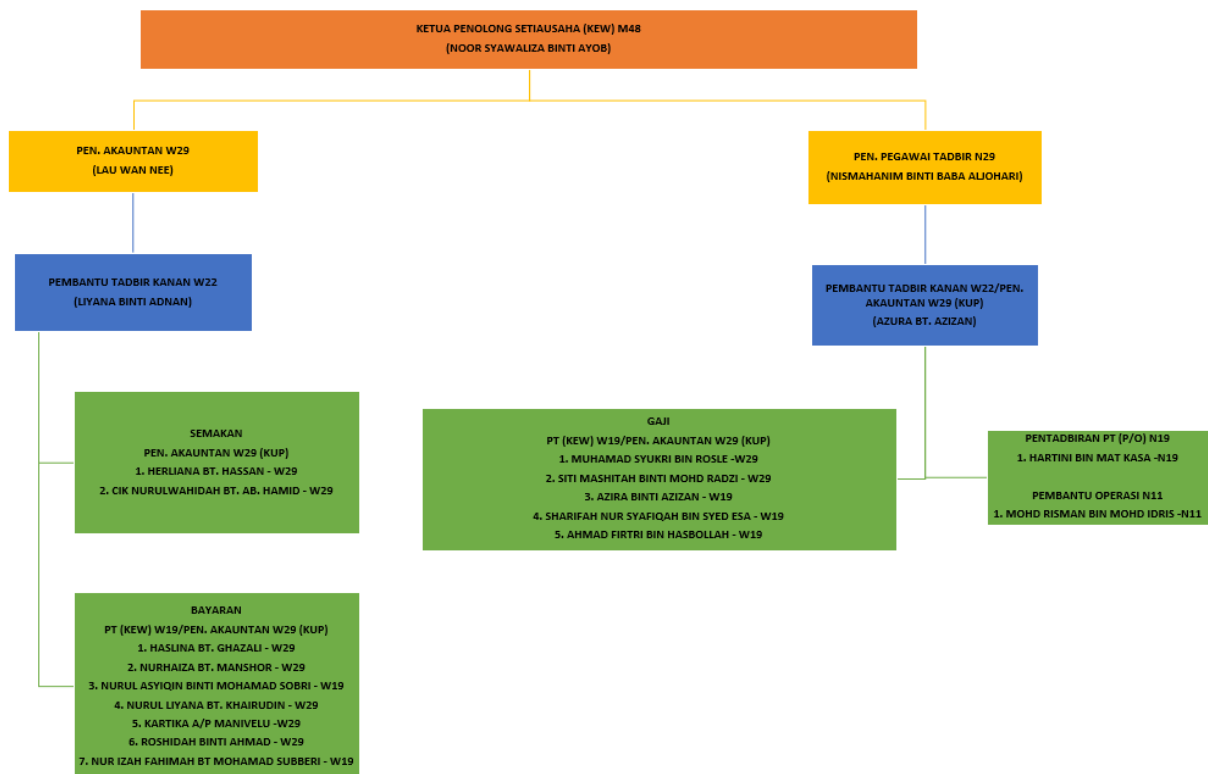 KETUA PENOLONG SETIAUSAHA (KEW) M48
(NOOR SYAWALIZA BINTI AYOB)
PEN. AKAUNTAN W29
(LAU WAN NEE)
PEN. PEGAWAI TADBIR N29
(NISMAHANIM BINTI BABA ALJOHARI)
PEMBANTU TADBIR KANAN W22
(LIYANA BINTI ADNAN)
PEMBANTU TADBIR KANAN W22/PEN.
AKAUNTAN W29 (KUP)
(AZURA BT. AZIZAN)
SEMAKAN
PEN. AKAUNTAN W29 (KUP)
1. HERLIANA BT. HASSAN - W29
2. CIK NURULWAHIDAH BT. AB. HAMID - W29
GAJI
PT (KEW) W19/PEN. AKAUNTAN W29 (KUP)
1. MUHAMAD SYUKRI BIN ROSLE -W29
2. SITI MASHITAH BINTI MOHD RADZI - W29
3. AZIRA BINTI AZIZAN - W19
4. SHARIFAH NUR SYAFIQAH BIN SYED ESA - W19
5. AHMAD FIRTRI BIN HASBOLLAH - W19
PENTADBIRAN PT (P/O) N19
1. HARTINI BIN MAT KASA -N19
PEMBANTU OPERASI N11
1. MOHD RISMAN BIN MOHD IDRIS -N11
BAYARAN
PT (KEW) W19/PEN. AKAUNTAN W29 (KUP)
1. HASLINA BT. GHAZALI - W29
2. NURHAIZA BT. MANSHOR - W29
3. NURUL ASYIQIN BINTI MOHAMAD SOBRI - W19
4. NURUL LIYANA BT. KHAIRUDIN - W29
5. KARTIKA A/P MANIVELU -W29
6. ROSHIDAH BINTI AHMAD - W29
7. NUR IZAH FAHIMAH BT MOHAMAD SUBBERI - W19